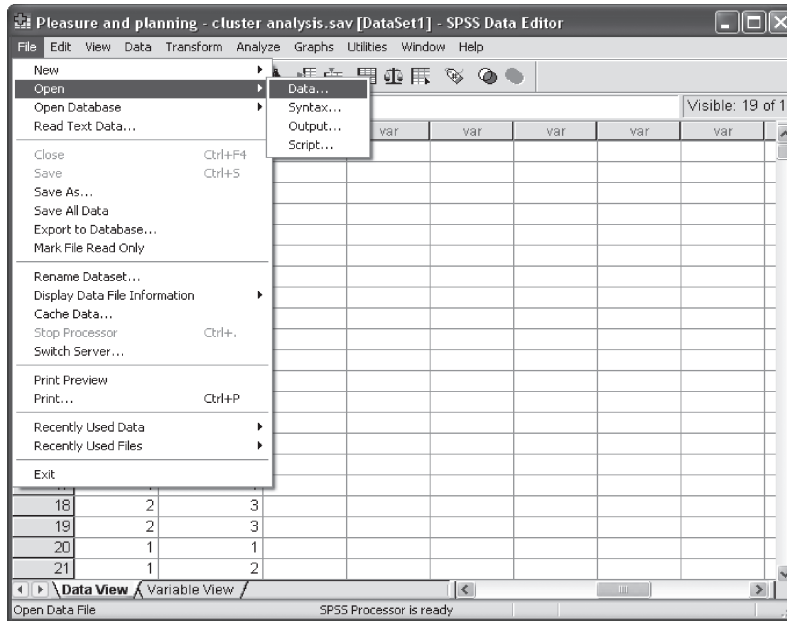 Pleasure and planning - cluster analysis.sav [DataSet1] - SPSS Data Editor
File Edit View Data Transform Analyze Graphs Utilities Window Help
New
Open
Open Database
Read Text Data...
Close Ctrl+F4
Save Ctrl+S
Save As...
Save All Data
Export to Database...
Mark File Read Only
Rename Dataset...
Display Data File Information
Cache Data...
Stop Processor Ctrl+.
Switch Server...
Print Preview
Print... Ctrl+P
Recently Used Data
Recently Used Files
Exit
Data...
Syntax...
Output...
Script...
Visible: 19 of 1
var var var var var
18 2 3
19 2 3
20 1 1
21 1 2
Data View Variable View
Open Data File SPSS Processor is ready